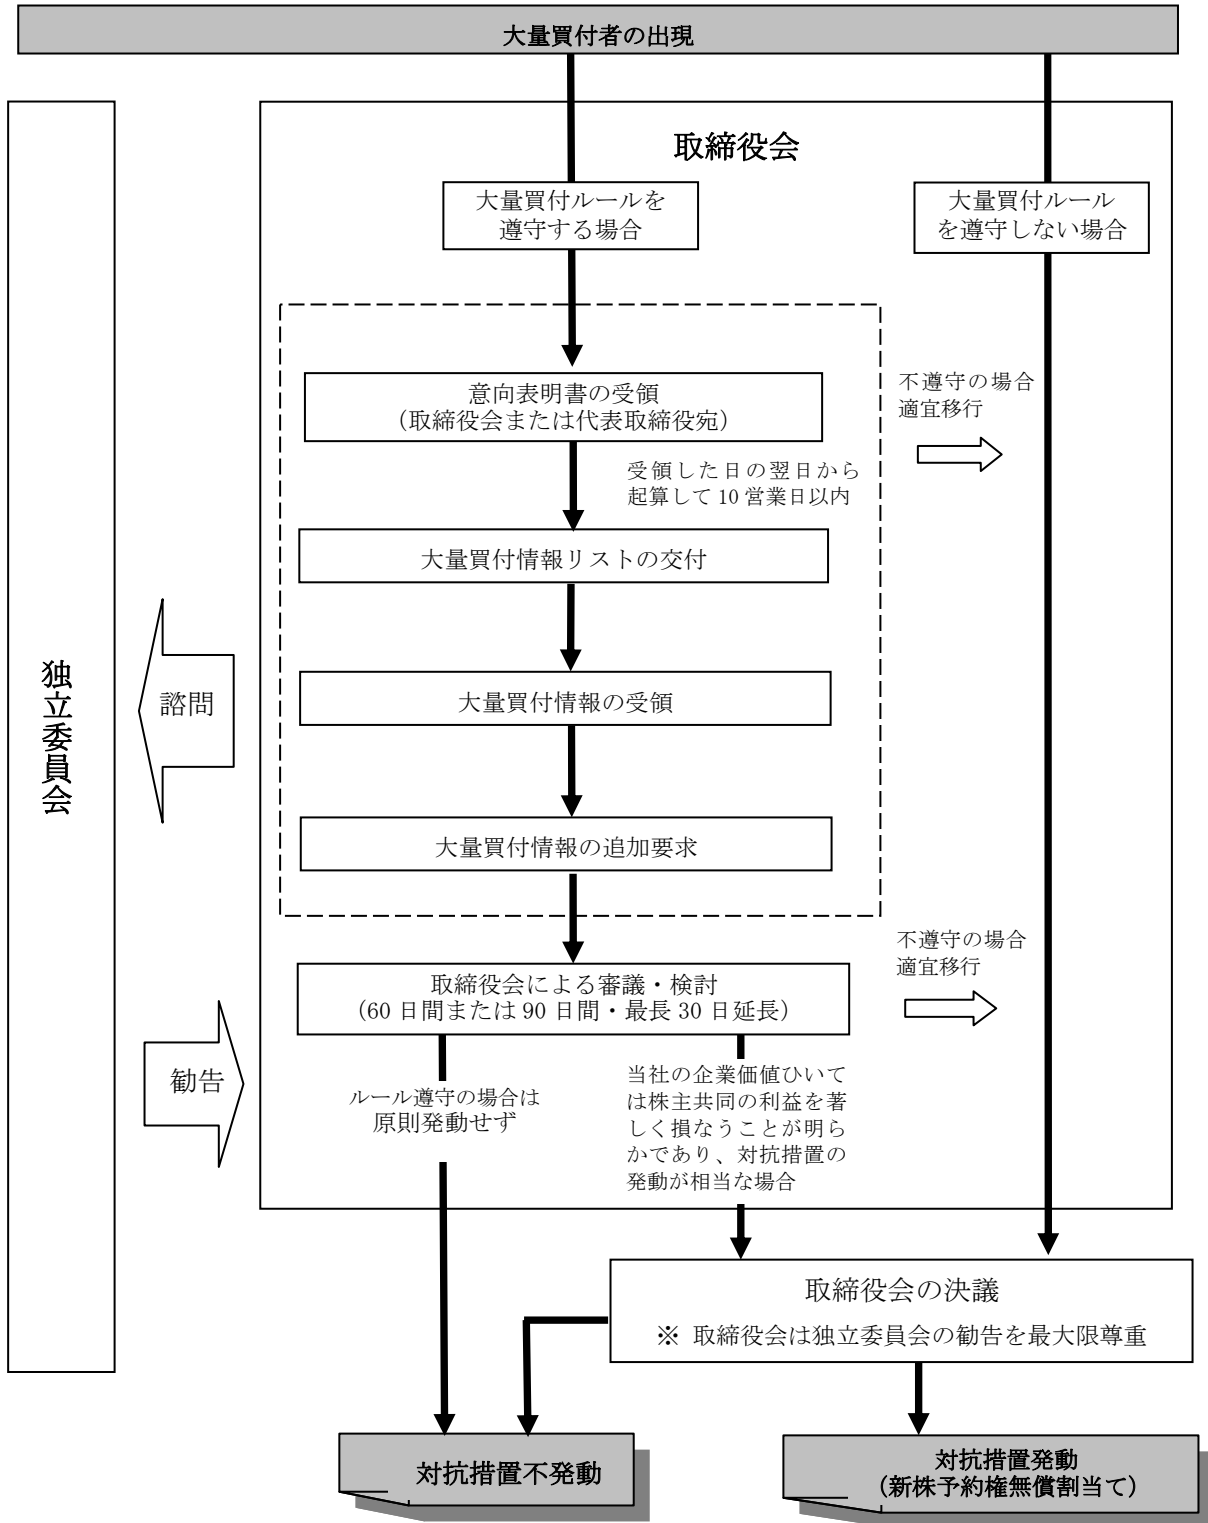 大量買付者の出現
取締役会
大量買付ルールを
遵守する場合
大量買付ルール
を遵守しない場合
意向表明書の受領
(取締役会または代表取締役宛)
不遵守の場合
適宜移行
受領した日の翌日から
起算して 10 営業日以内
大量買付情報リストの交付
独立委員会
諮問
大量買付情報の受領
大量買付情報の追加要求
不遵守の場合
適宜移行
取締役会による審議・検討
(60 日間または 90 日間・最長 30 日延長)
勧告
ルール遵守の場合は
原則発動せず
当社の企業価値ひいて
は株主共同の利益を著
しく損なうことが明ら
かであり、対抗措置の
発動が相当な場合
取締役会の決議
※ 取締役会は独立委員会の勧告を最大限尊重
対抗措置不発動
対抗措置発動
(新株予約権無償割当て)